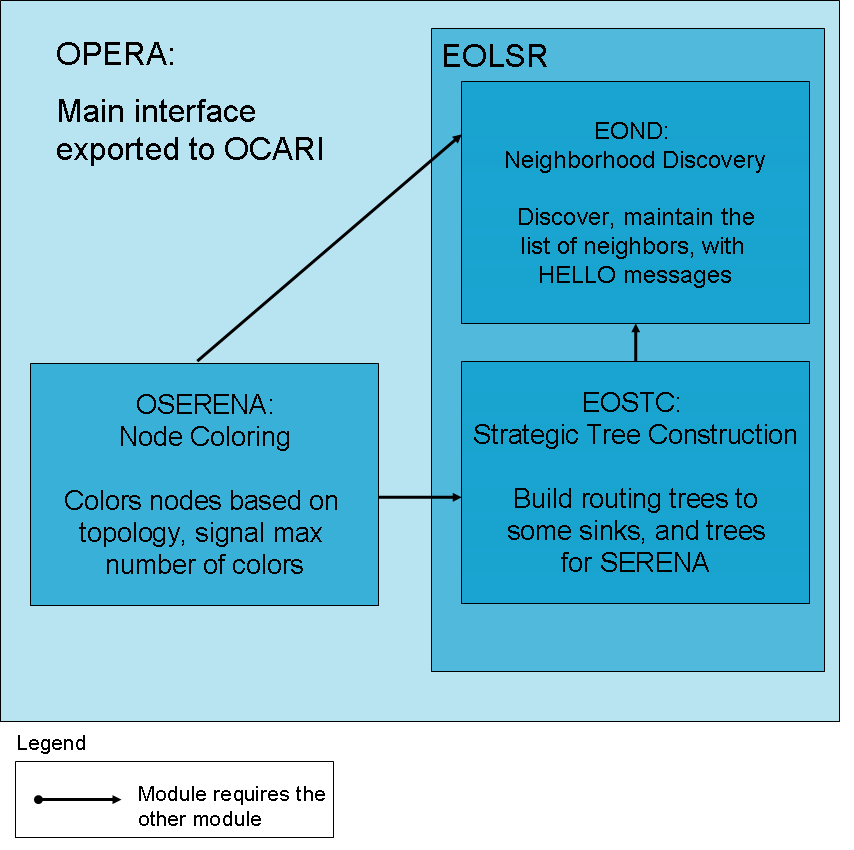 OPERA:
Main interface
exported to OCARI
EOLSR
EOND:
Neighborhood Discovery
Discover, maintain the
list of neighbors, with
HELLO messages
OSERENA:
Node Coloring
Colors nodes based on
topology, signal max
number of colors
EOSTC:
Strategic Tree Construction
Build routing trees to
some sinks, and trees
for SERENA
Legend
Module requires the
other module